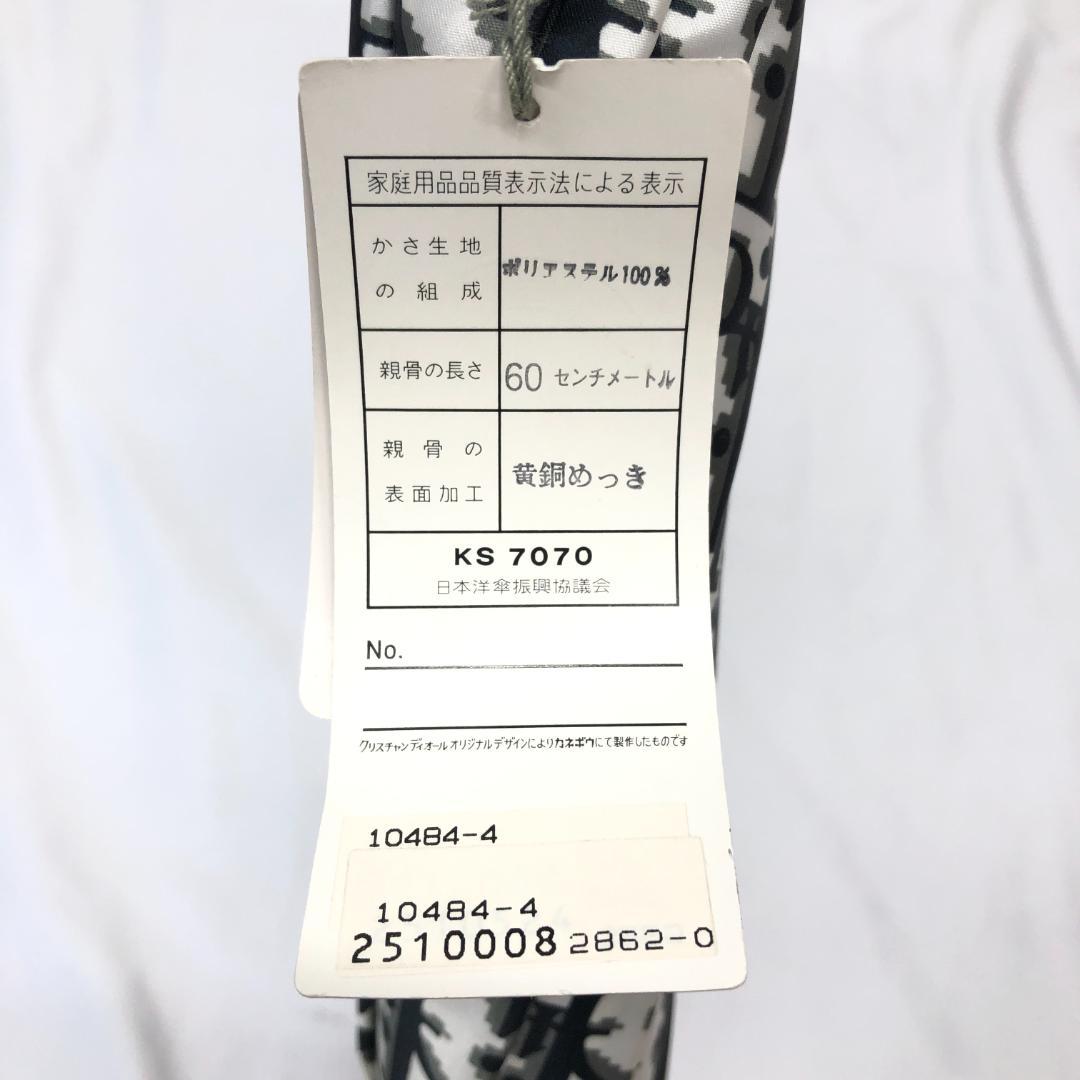 家庭用品品質表示法による表示
かさ生地
の組成
ポリエステル100%
親骨の長さ
60 センチメートル
親骨の
表面加工
黄銅めっき
KS 7070
日本洋傘振興協議会
No.
クリスチャンディオールオリジナルデザインによりカネボウにて製作したものです
10484-4
10484-4
2510008 2862-0